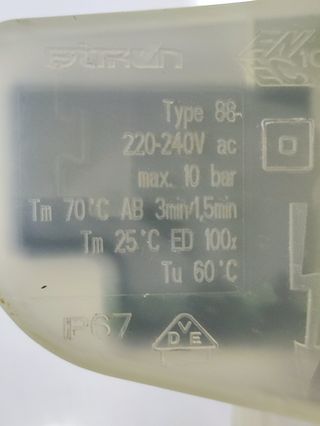 Type 88-
220-240V ac
max. 10 bar
Tm 70°C AB 3min/1,5min
Tm 25°C ED 100%
Tu 60°C
IP67
VDE